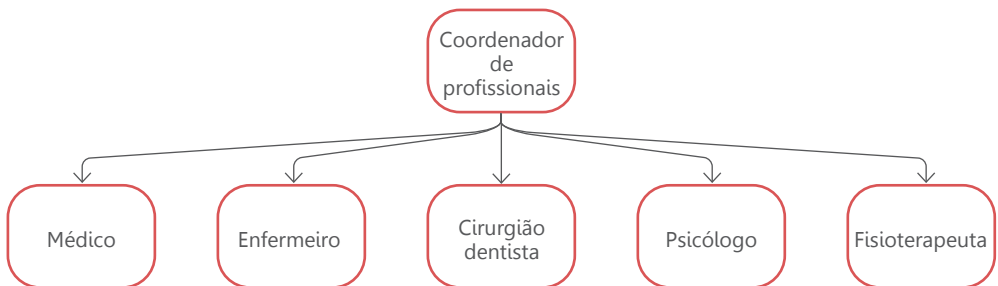 Coordenador
de
profissionais
Médico
Enfermeiro
Cirurgião
dentista
Psicólogo
Fisioterapeuta